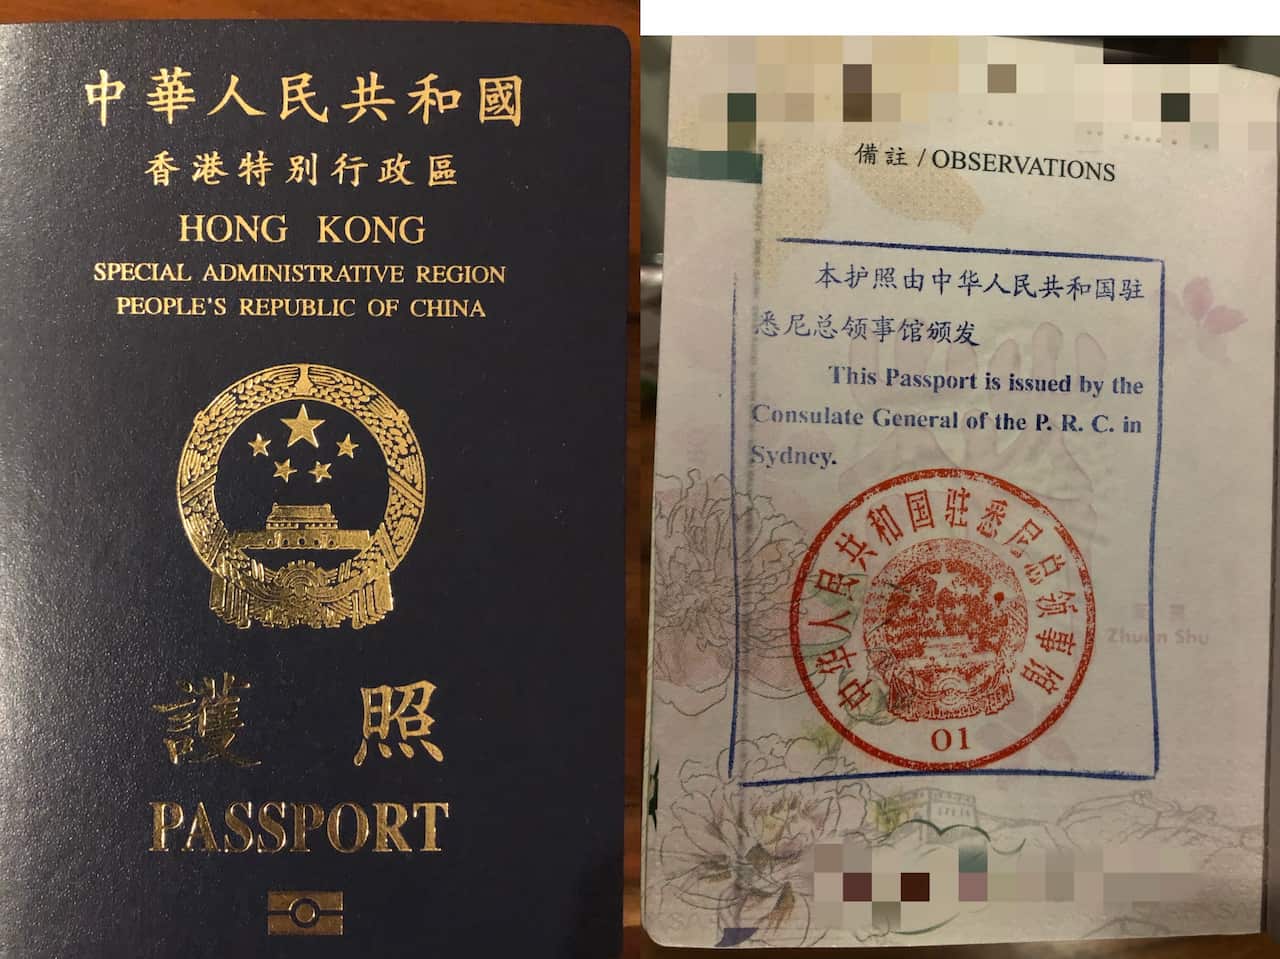 中華人民共和國
香港特別行政區
HONG KONG
SPECIAL ADMINISTRATIVE REGION
PEOPLE'S REPUBLIC OF CHINA
護照
PASSPORT
備註 / OBSERVATIONS
本护照由中华人民共和国驻
悉尼总领事馆颁发
This Passport is issued by the
Consulate General of the P. R. C. in
Sydney.
中华人民共和国驻悉尼总领事馆
01
Zhuan Shu